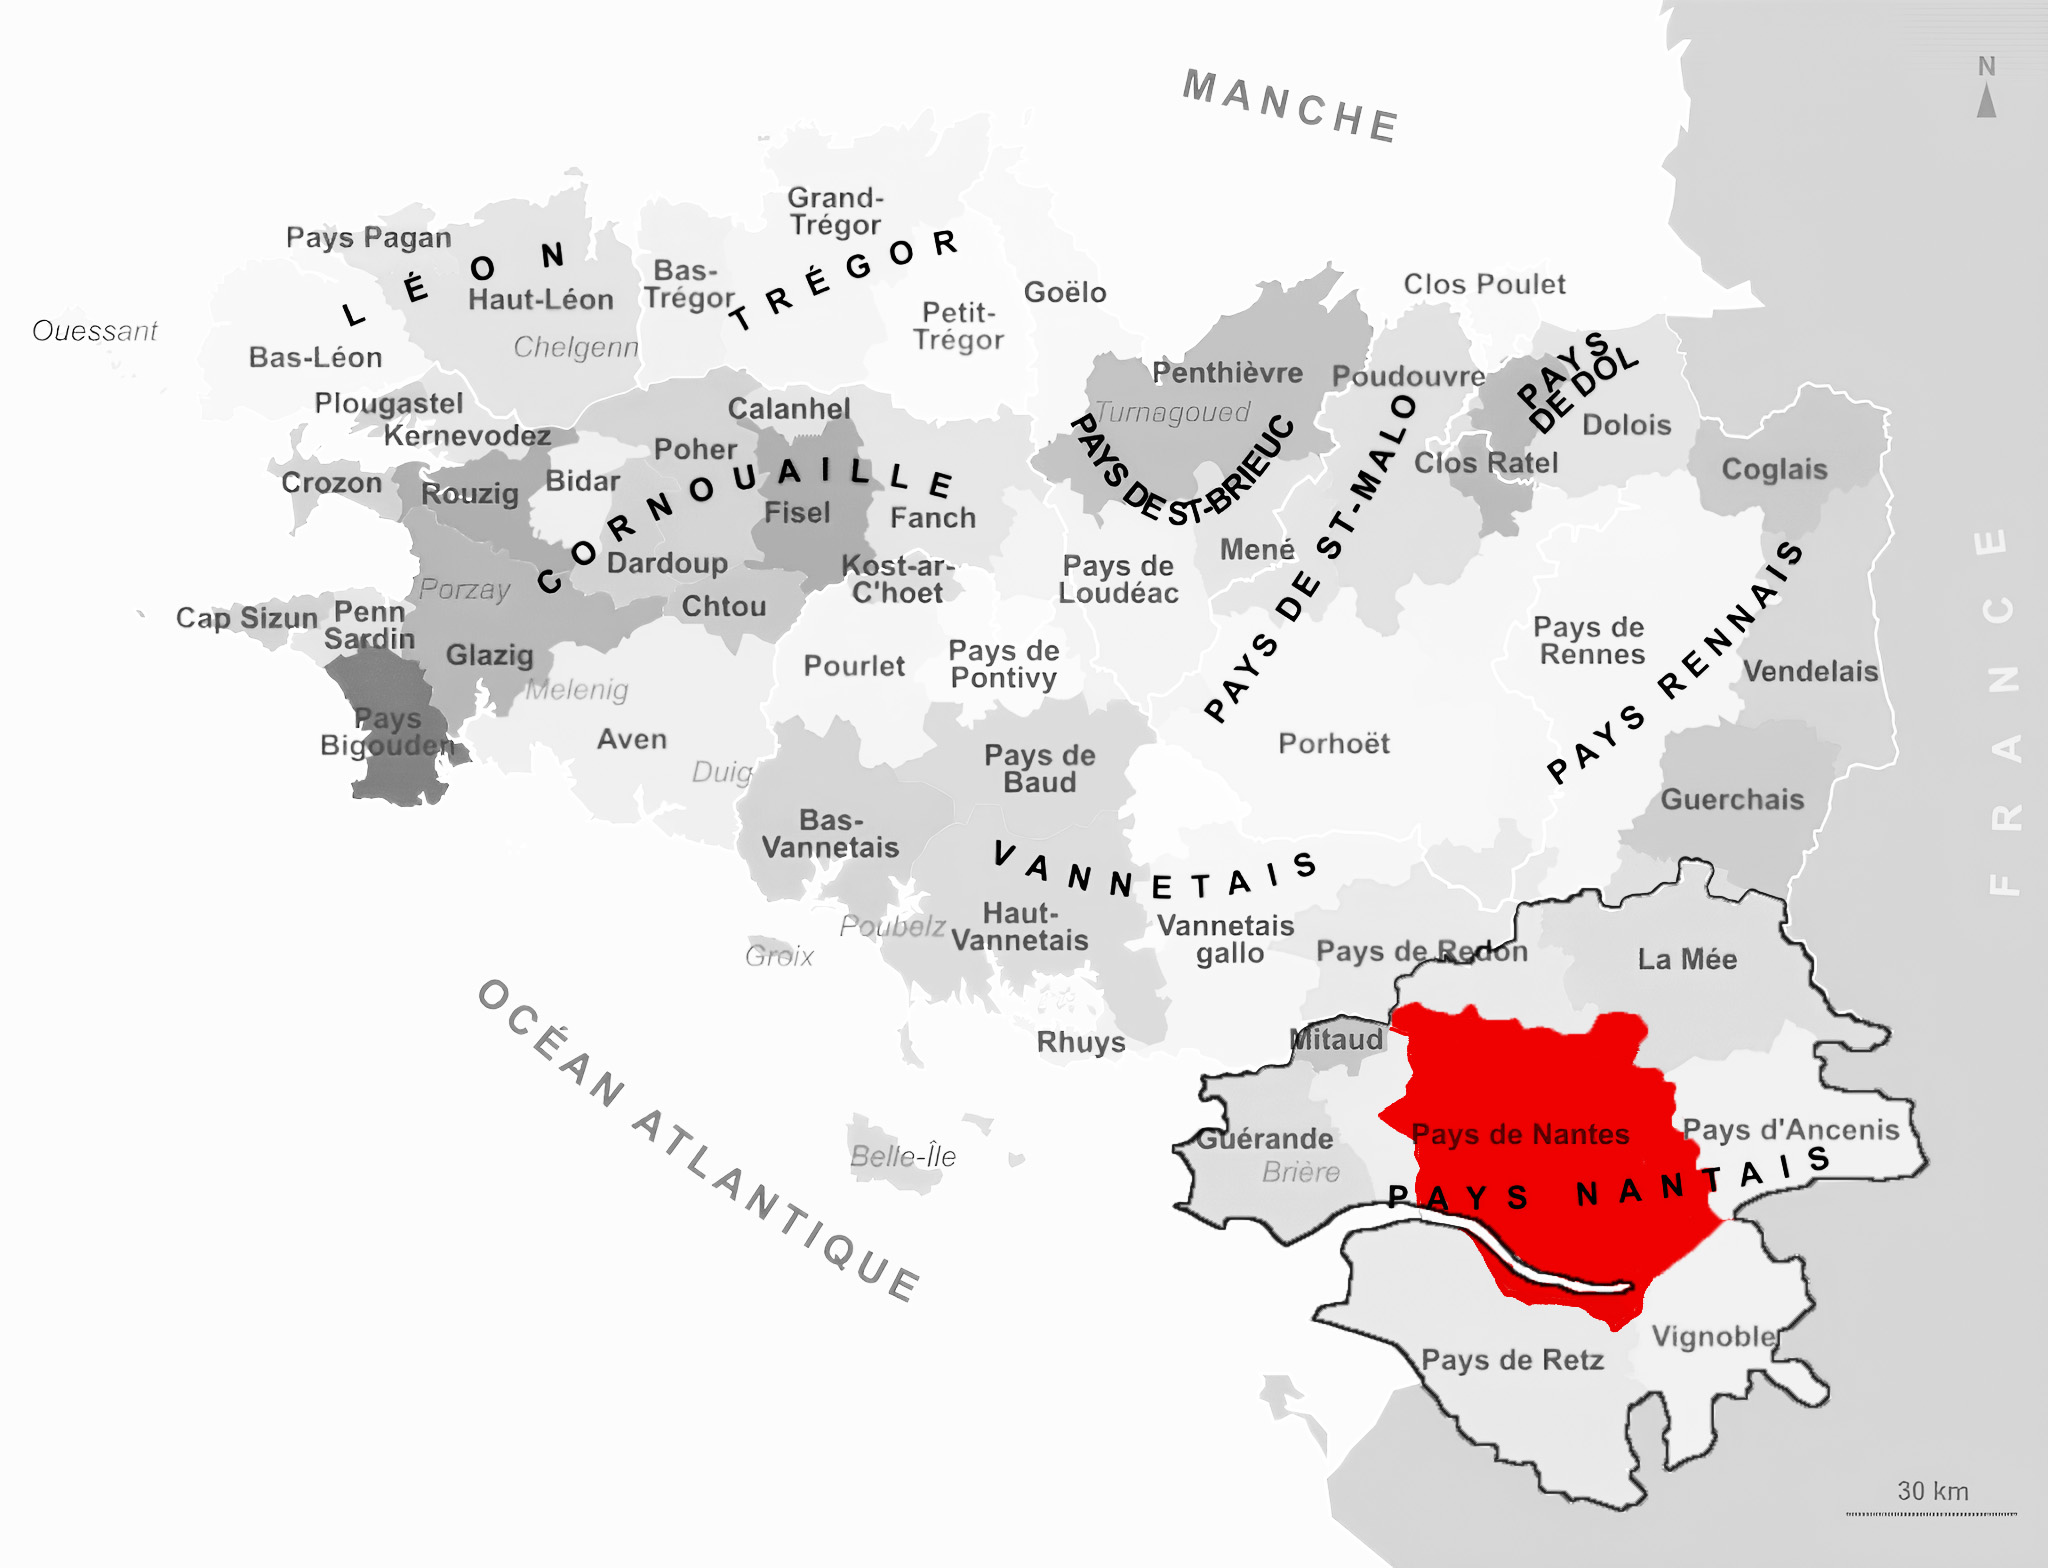 MANCHE
N
Grand-
Trégor
Pays Pagan
LÉON
Haut-Léon
Bas-
Trégor
TRÉGOR
Petit-
Trégor
Goëlo
Clos Poulet
Ouessant
Chelgenn
Bas-Léon
Penthièvre
Poudouvre
PAYS
DE DOL
Plougastel
Calanhel
Turnagoued
Dolois
Kernevodez
Poher
PAYS DE ST-BRIEUC
PAYS DE ST-MALO
Clos Ratel
Coglais
Crozon
Rouzig
Bidar
CORNOUAILLE
Fisel
Fanch
Mené
Dardoup
Kost-ar-
C'hoet
Pays de
Loudéac
PAYS RENNAIS
FRANCE
Porzay
Cap Sizun
Penn
Sardin
Chtou
Pays de
Rennes
Glazig
Pourlet
Pays de
Pontivy
Vendelais
Melenig
Pays
Bigouden
Aven
Porhoët
Duig
Pays de
Baud
Guerchais
Bas-
Vannetais
VANNETAIS
Poubelz
Haut-
Vannetais
Vannetais
gallo
Pays de Redon
La Mée
Groix
OCÉAN ATLANTIQUE
Rhuys
Mitaud
Guérande
Pays de Nantes
Pays d'Ancenis
Belle-Île
Brière
PAYS NANTAIS
Vignoble
Pays de Retz
30 km